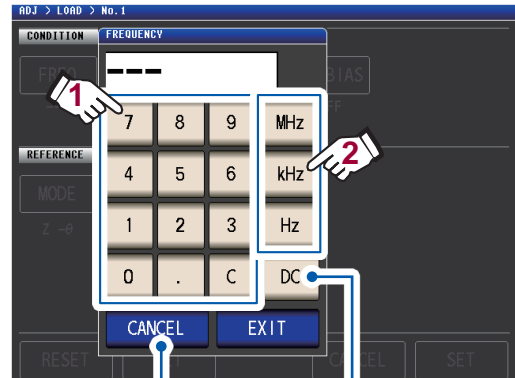 ADJ > LOAD > No.1
CONDITION
FREQUENCY
FREQ
---
BIAS
1
7 8 9 MHz
2
REFERENCE
4 5 6 kHz
MODE
1 2 3 Hz
Z -θ
0 . C DC
CANCEL EXIT
RESET CANCEL SET